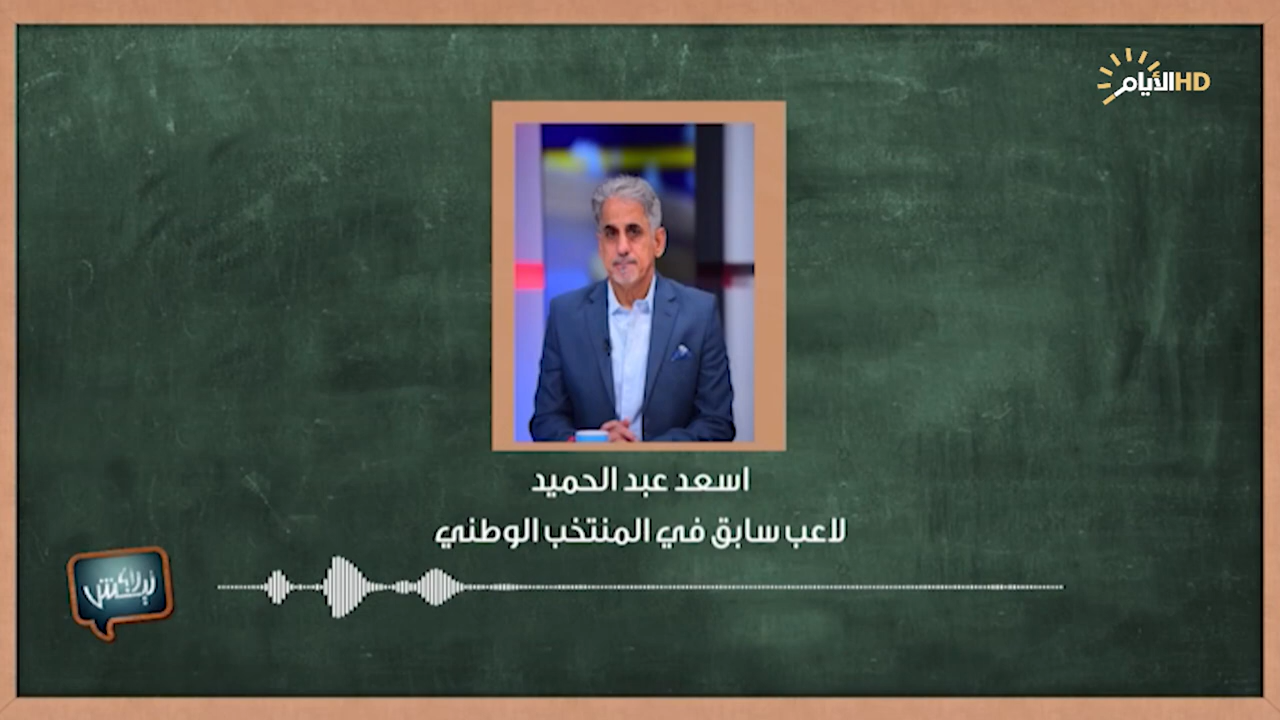 الأيام HD
اسعد عبد الحميد
لاعب سابق في المنتخب الوطني